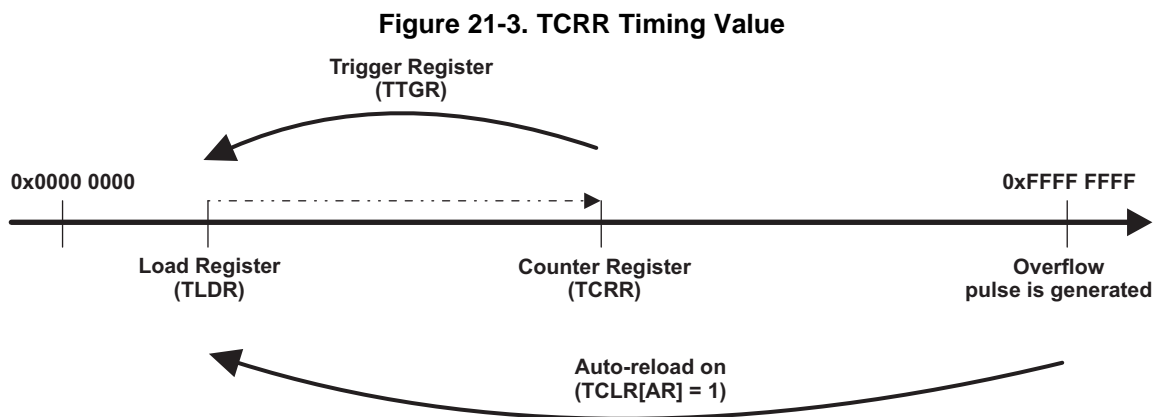 Figure 21-3. TCRR Timing Value
Trigger Register
(TTGR)
0x0000 0000
0xFFFF FFFF
Load Register
(TLDR)
Counter Register
(TCRR)
Overflow
pulse is generated
Auto-reload on
(TCLR[AR] = 1)